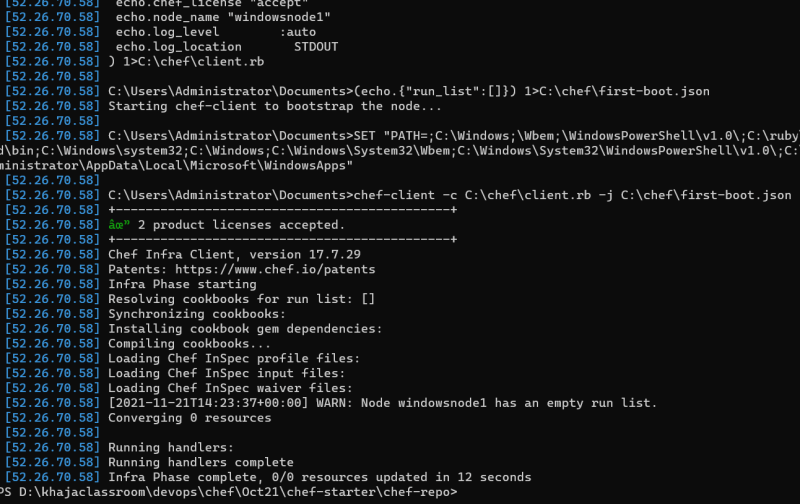 [52.26.70.58]  echo.chef_license "accept"
[52.26.70.58]  echo.node_name "windowsnode1"
[52.26.70.58]  echo.log_level        :auto
[52.26.70.58]  echo.log_location       STDOUT
[52.26.70.58] ) 1>C:\chef\client.rb
[52.26.70.58]
[52.26.70.58] C:\Users\Administrator\Documents>(echo.{"run_list":[]}) 1>C:\chef\first-boot.json
[52.26.70.58] Starting chef-client to bootstrap the node...
[52.26.70.58]
[52.26.70.58] C:\Users\Administrator\Documents>SET "PATH=;C:\Windows;\Wbem;\WindowsPowerShell\v1.0\;C:\ruby\
d\bin;C:\Windows\system32;C:\Windows;C:\Windows\System32\Wbem;C:\Windows\System32\WindowsPowerShell\v1.0\;C:\
ministrator\AppData\Local\Microsoft\WindowsApps"
[52.26.70.58]
[52.26.70.58] C:\Users\Administrator\Documents>chef-client -c C:\chef\client.rb -j C:\chef\first-boot.json
[52.26.70.58] +---------------------------------------------+
[52.26.70.58] âœ" 2 product licenses accepted.
[52.26.70.58] +---------------------------------------------+
[52.26.70.58] Chef Infra Client, version 17.7.29
[52.26.70.58] Patents: https://www.chef.io/patents
[52.26.70.58] Infra Phase starting
[52.26.70.58] Resolving cookbooks for run list: []
[52.26.70.58] Synchronizing cookbooks:
[52.26.70.58] Installing cookbook gem dependencies:
[52.26.70.58] Compiling cookbooks...
[52.26.70.58] Loading Chef InSpec profile files:
[52.26.70.58] Loading Chef InSpec input files:
[52.26.70.58] Loading Chef InSpec waiver files:
[52.26.70.58] [2021-11-21T14:23:37+00:00] WARN: Node windowsnode1 has an empty run list.
[52.26.70.58] Converging 0 resources
[52.26.70.58]
[52.26.70.58] Running handlers:
[52.26.70.58] Running handlers complete
[52.26.70.58] Infra Phase complete, 0/0 resources updated in 12 seconds
PS D:\khajaclassroom\devops\chef\Oct21\chef-starter\chef-repo>